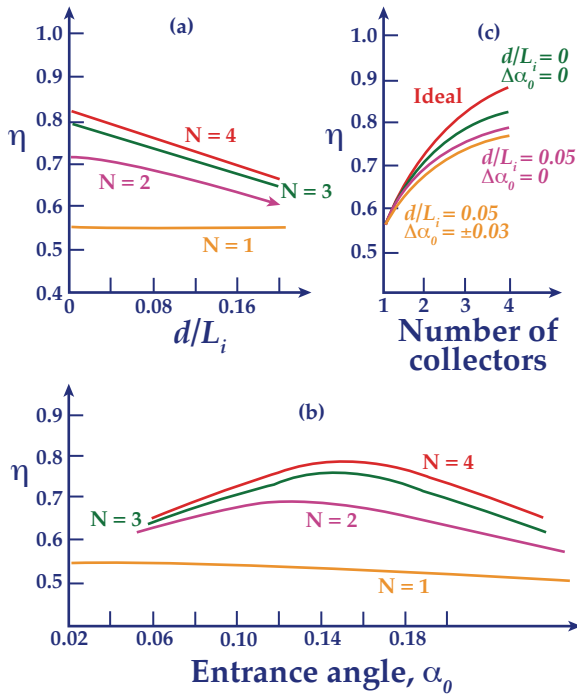 (a)
1.0
0.9
0.8
0.7
0.6
0.5
0.4
η
N = 4
N = 3
N = 2
N = 1
0
0.08
0.16
d/Lᵢ
(c)
1.0
0.9
0.8
0.7
0.6
0.5
η
Ideal
d/Lᵢ = 0
Δα₀ = 0
d/Lᵢ = 0.05
Δα₀ = 0
d/Lᵢ = 0.05
Δα₀ = ±0.03
1
2
3
4
Number of
collectors
(b)
0.9
0.8
0.7
0.6
0.5
η
N = 4
N = 3
N = 2
N = 1
0.02
0.06
0.10
0.14
0.18
Entrance angle, α₀